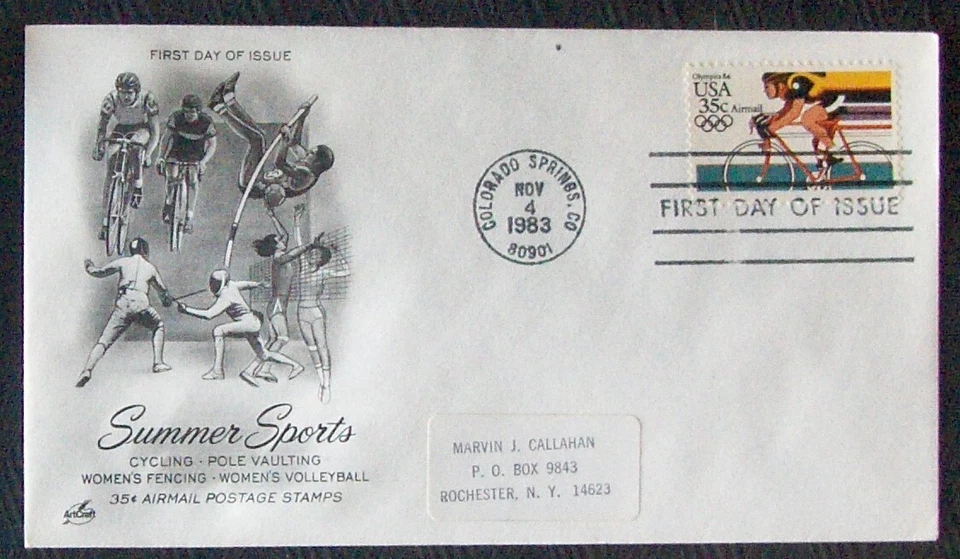 FIRST DAY OF ISSUE
Olympics 84
USA
35c Airmail
COLORADO SPRINGS, CO
NOV
4
1983
80901
FIRST DAY OF ISSUE
Summer Sports
CYCLING · POLE VAULTING
WOMEN'S FENCING · WOMEN'S VOLLEYBALL
35¢ AIRMAIL POSTAGE STAMPS
ArtCraft
MARVIN J. CALLAHAN
P. O. BOX 9843
ROCHESTER, N. Y. 14623